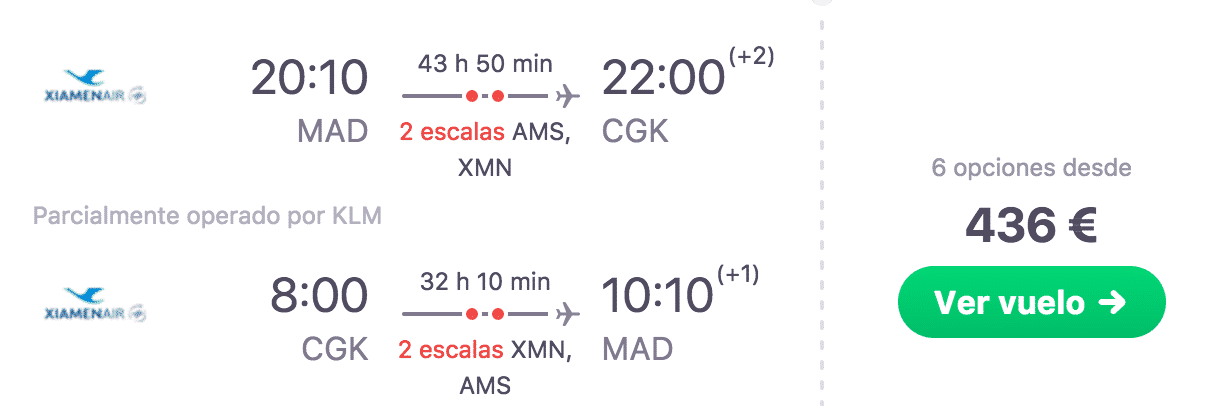 43 h 50 min
XIAMENAIR 20:10 22:00 (+2)
MAD 2 escalas AMS, CGK
XMN
6 opciones desde
Parcialmente operado por KLM
436 €
32 h 10 min
XIAMENAIR 8:00 10:10 (+1)
Ver vuelo →
CGK 2 escalas XMN, MAD
AMS